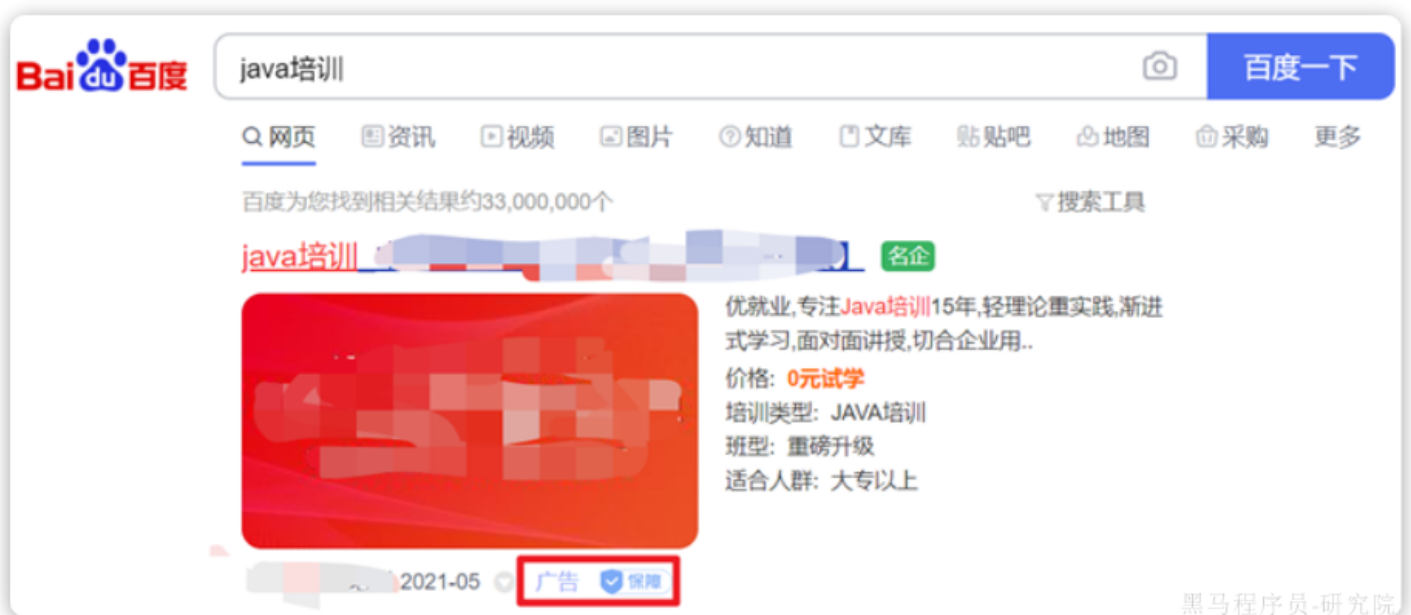 Baidu百度
java培训
百度一下
网页 资讯 视频 图片 知道 文库 贴吧 地图 采购 更多
百度为您找到相关结果约33,000,000个
搜索工具
java培训
名企
优就业,专注Java培训15年,轻理论重实践,渐进
式学习,面对面讲授,切合企业用..
价格: 0元试学
培训类型: JAVA培训
班型: 重磅升级
适合人群: 大专以上
2021-05 广告 保障
黑马程序员-研究院